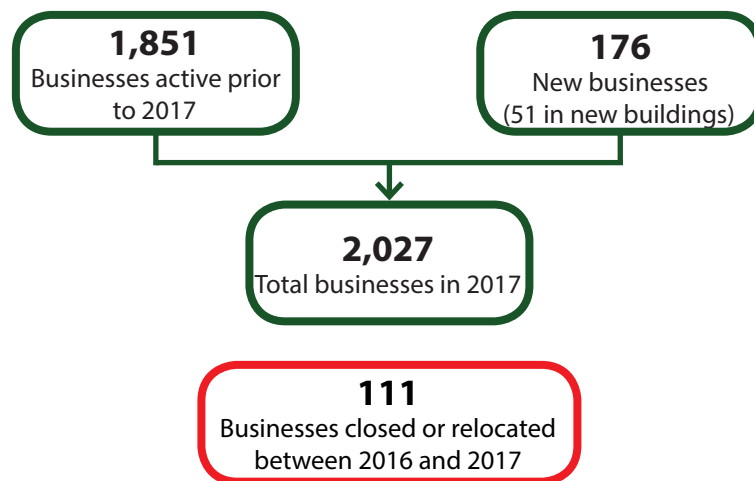 1,851
Businesses active prior
to 2017
176
New businesses
(51 in new buildings)
2,027
Total businesses in 2017
111
Businesses closed or relocated
between 2016 and 2017